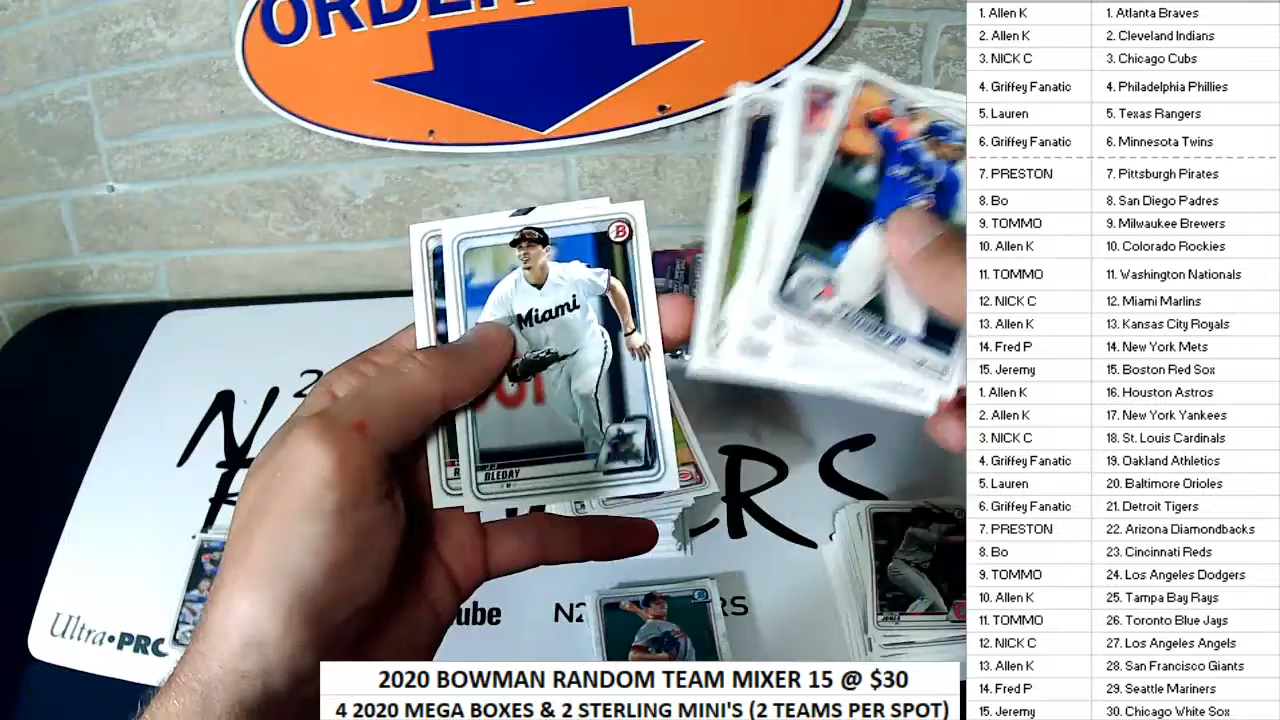 ORDER
B
Miami
BLEDAY
Ultra•PRO
ube
N2
RS
ERS
JONES
1. Allen K 1. Atlanta Braves
2. Allen K 2. Cleveland Indians
3. NICK C 3. Chicago Cubs
4. Griffey Fanatic 4. Philadelphia Phillies
5. Lauren 5. Texas Rangers
6. Griffey Fanatic 6. Minnesota Twins
7. PRESTON 7. Pittsburgh Pirates
8. Bo 8. San Diego Padres
9. TOMMO 9. Milwaukee Brewers
10. Allen K 10. Colorado Rockies
11. TOMMO 11. Washington Nationals
12. NICK C 12. Miami Marlins
13. Allen K 13. Kansas City Royals
14. Fred P 14. New York Mets
15. Jeremy 15. Boston Red Sox
1. Allen K 16. Houston Astros
2. Allen K 17. New York Yankees
3. NICK C 18. St. Louis Cardinals
4. Griffey Fanatic 19. Oakland Athletics
5. Lauren 20. Baltimore Orioles
6. Griffey Fanatic 21. Detroit Tigers
7. PRESTON 22. Arizona Diamondbacks
8. Bo 23. Cincinnati Reds
9. TOMMO 24. Los Angeles Dodgers
10. Allen K 25. Tampa Bay Rays
11. TOMMO 26. Toronto Blue Jays
12. NICK C 27. Los Angeles Angels
13. Allen K 28. San Francisco Giants
14. Fred P 29. Seattle Mariners
15. Jeremy 30. Chicago White Sox
2020 BOWMAN RANDOM TEAM MIXER 15 @ $30
4 2020 MEGA BOXES & 2 STERLING MINI'S (2 TEAMS PER SPOT)